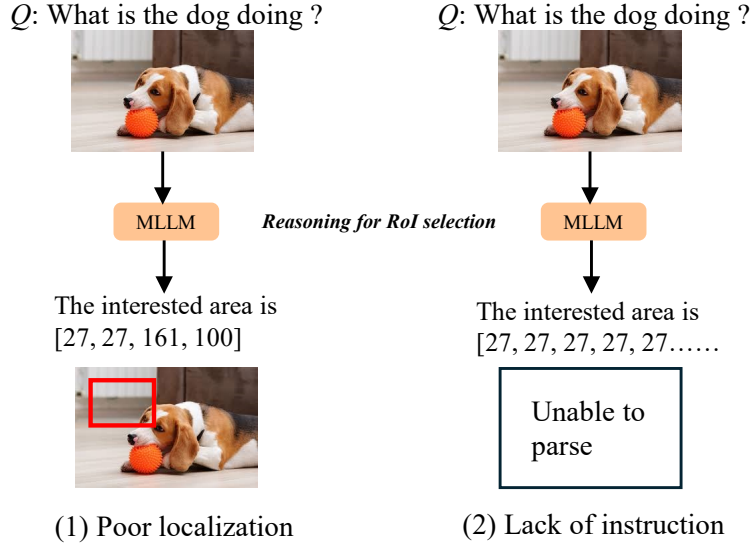 Q: What is the dog doing ?
Q: What is the dog doing ?
MLLM
Reasoning for RoI selection
MLLM
The interested area is
[27, 27, 161, 100]
The interested area is
[27, 27, 27, 27, 27……
Unable to
parse
(1) Poor localization
(2) Lack of instruction